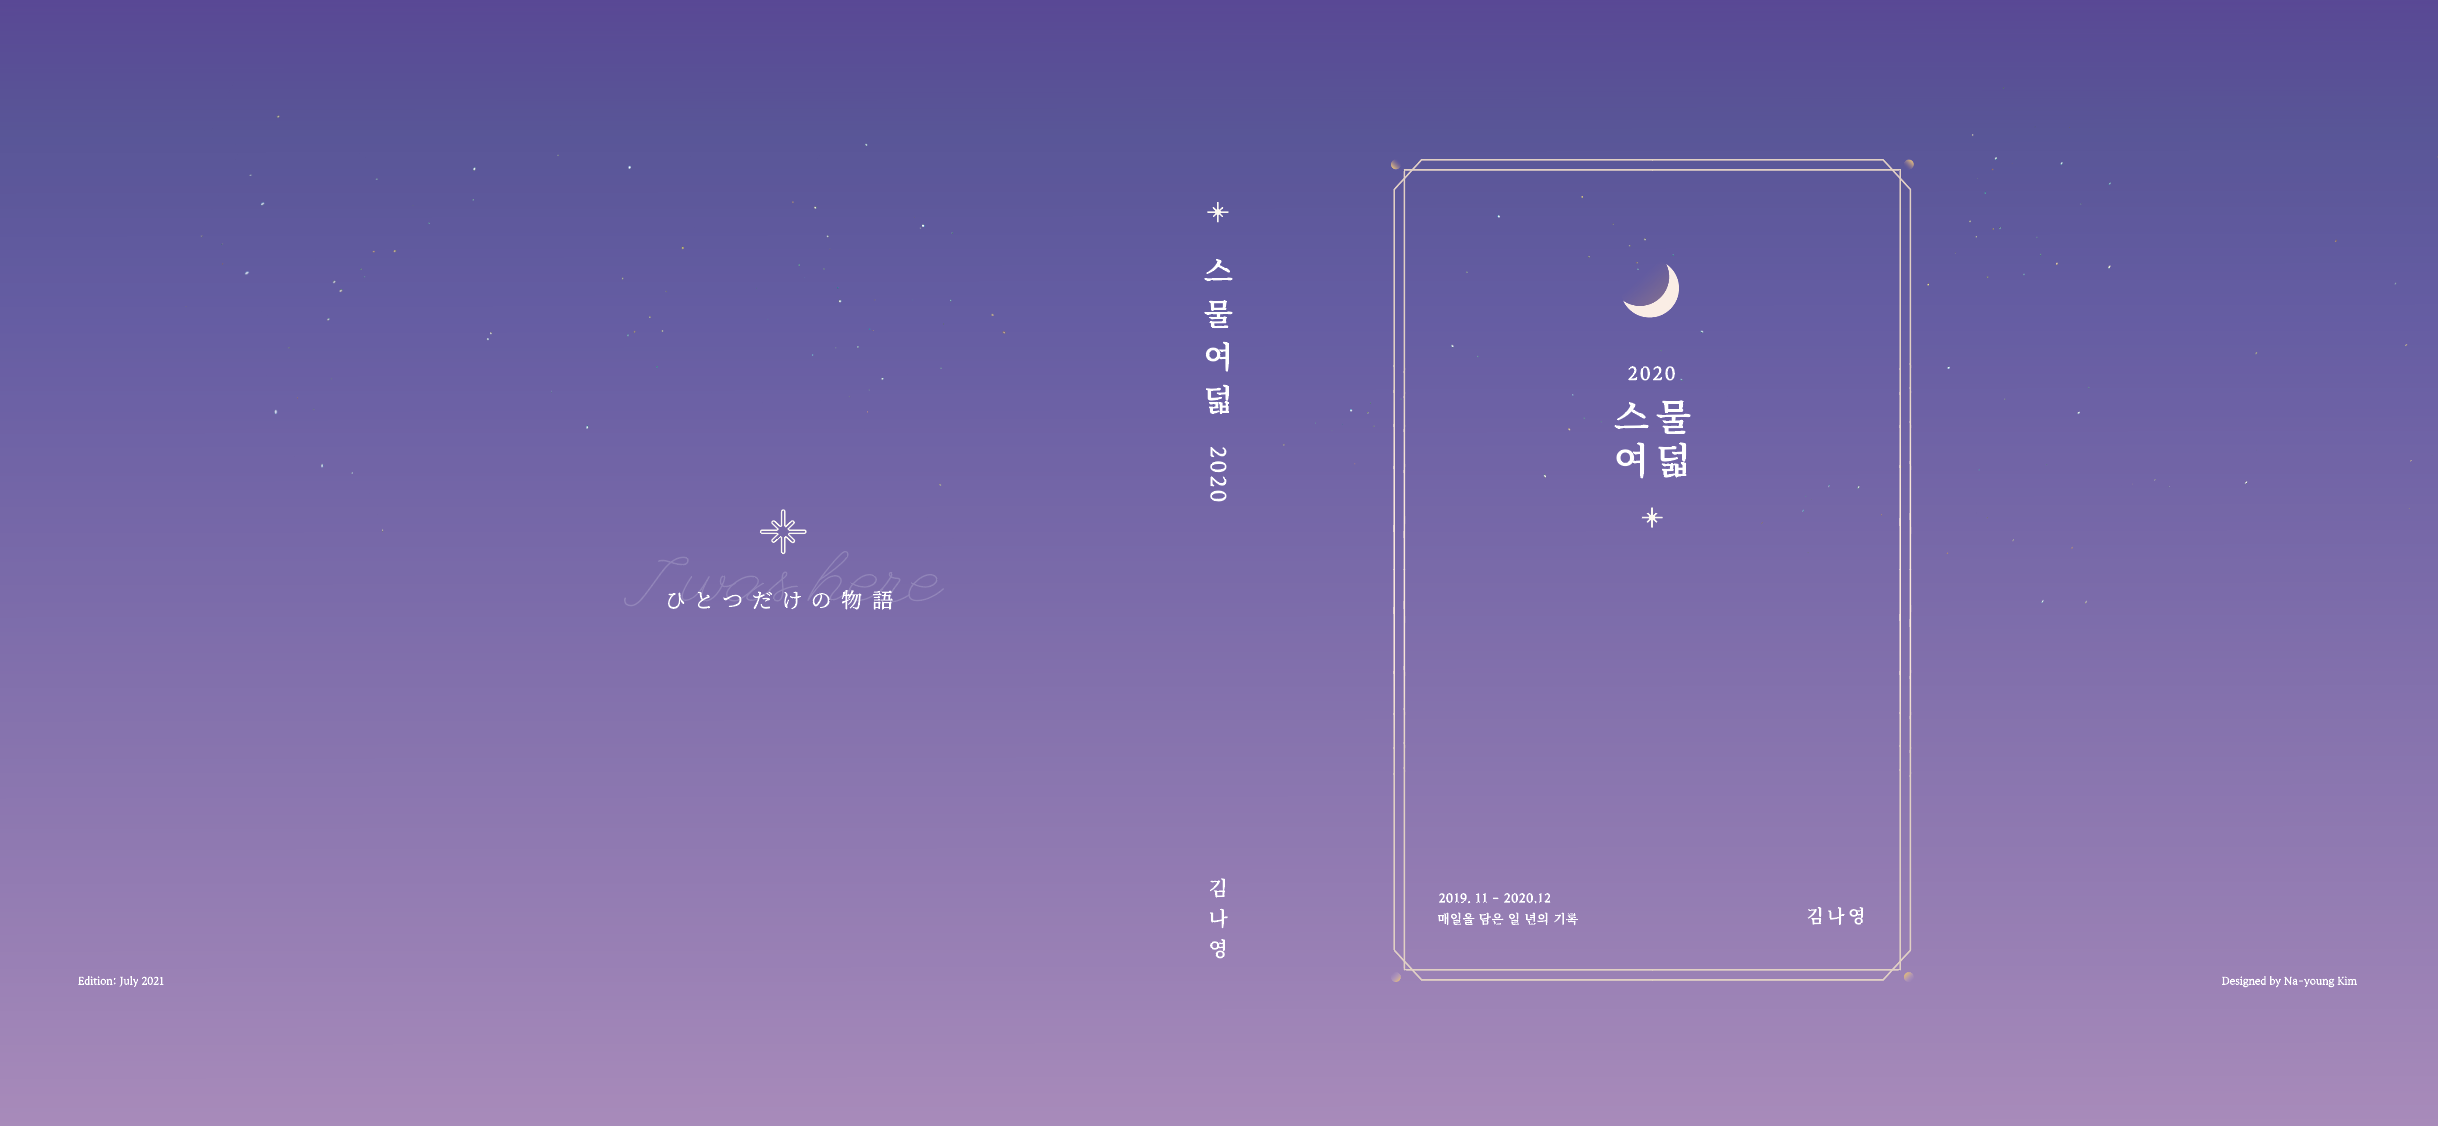 I was here
ひとつだけの物語
Edition: July 2021
스물여덟 2020
김나영
2020
스물
여덟
2019. 11 - 2020.12
매일을 담은 일 년의 기록
김나영
Designed by Na-young Kim